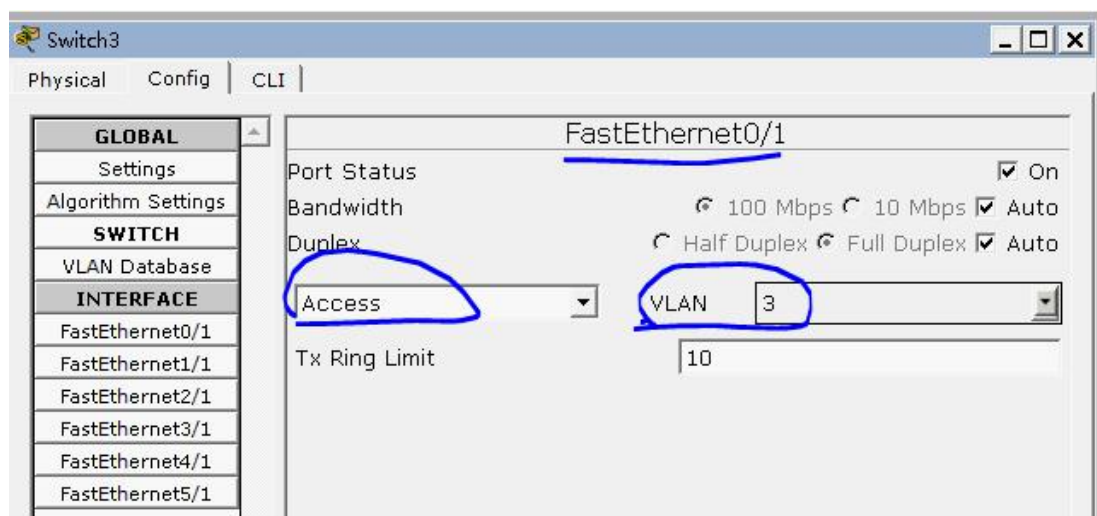 Switch3
Physical Config CLI
GLOBAL
Settings
Algorithm Settings
SWITCH
VLAN Database
INTERFACE
FastEthernet0/1
FastEthernet1/1
FastEthernet2/1
FastEthernet3/1
FastEthernet4/1
FastEthernet5/1
FastEthernet0/1
Port Status On
Bandwidth 100 Mbps 10 Mbps Auto
Duplex Half Duplex Full Duplex Auto
Access VLAN 3
Tx Ring Limit 10